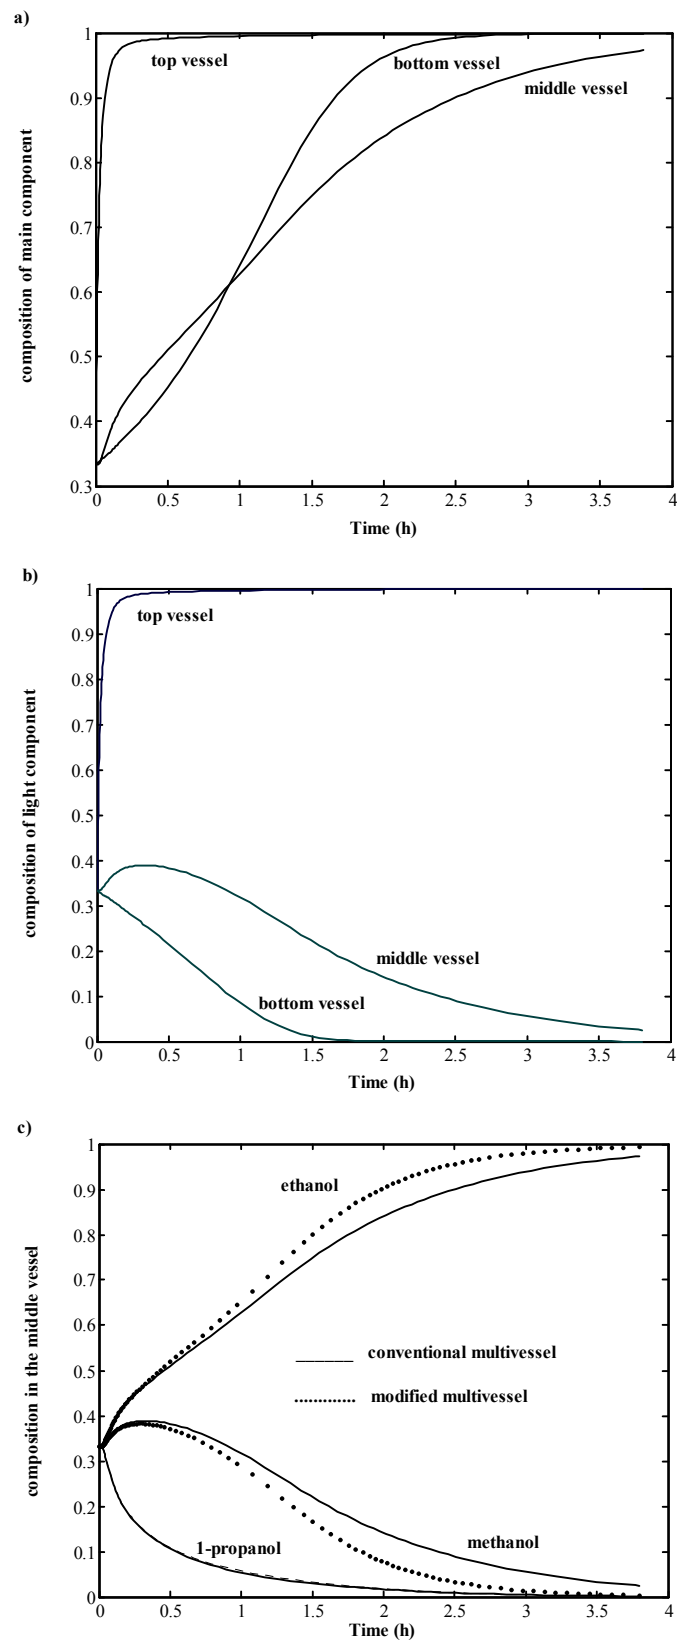 a)
1
top vessel
bottom vessel
middle vessel
0.9
0.8
0.7
0.6
0.5
0.4
0.3
composition of main component
0 0.5 1 1.5 2 2.5 3 3.5 4
Time (h)
b)
1
top vessel
0.9
0.8
0.7
0.6
0.5
0.4
0.3
0.2
0.1
0
composition of light component
middle vessel
bottom vessel
0 0.5 1 1.5 2 2.5 3 3.5 4
Time (h)
c)
1
0.9
0.8
0.7
0.6
0.5
0.4
0.3
0.2
0.1
0
composition in the middle vessel
ethanol
conventional multivessel
modified multivessel
methanol
1-propanol
0 0.5 1 1.5 2 2.5 3 3.5 4
Time (h)